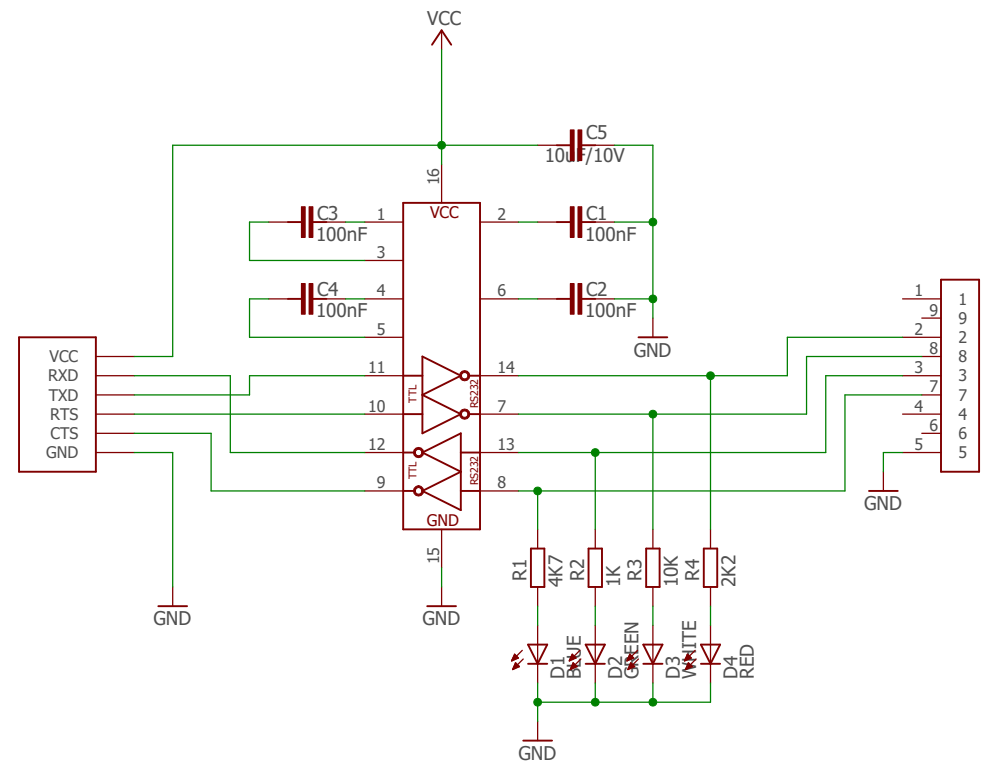 VCC
C5
10uF/10V
16
VCC
C3
100nF
1
2
C1
100nF
3
C4
100nF
4
6
C2
100nF
5
GND
1
1
9
9
2
2
8
8
3
3
7
7
4
4
6
6
5
5
GND
VCC
RXD
TXD
RTS
CTS
GND
11
TTL
RS232
14
10
7
12
TTL
RS232
13
9
8
GND
15
GND
GND
R1
4K7
R2
1K
R3
10K
R4
2K2
D1
BLUE
D2
GREEN
D3
WHITE
D4
RED
GND